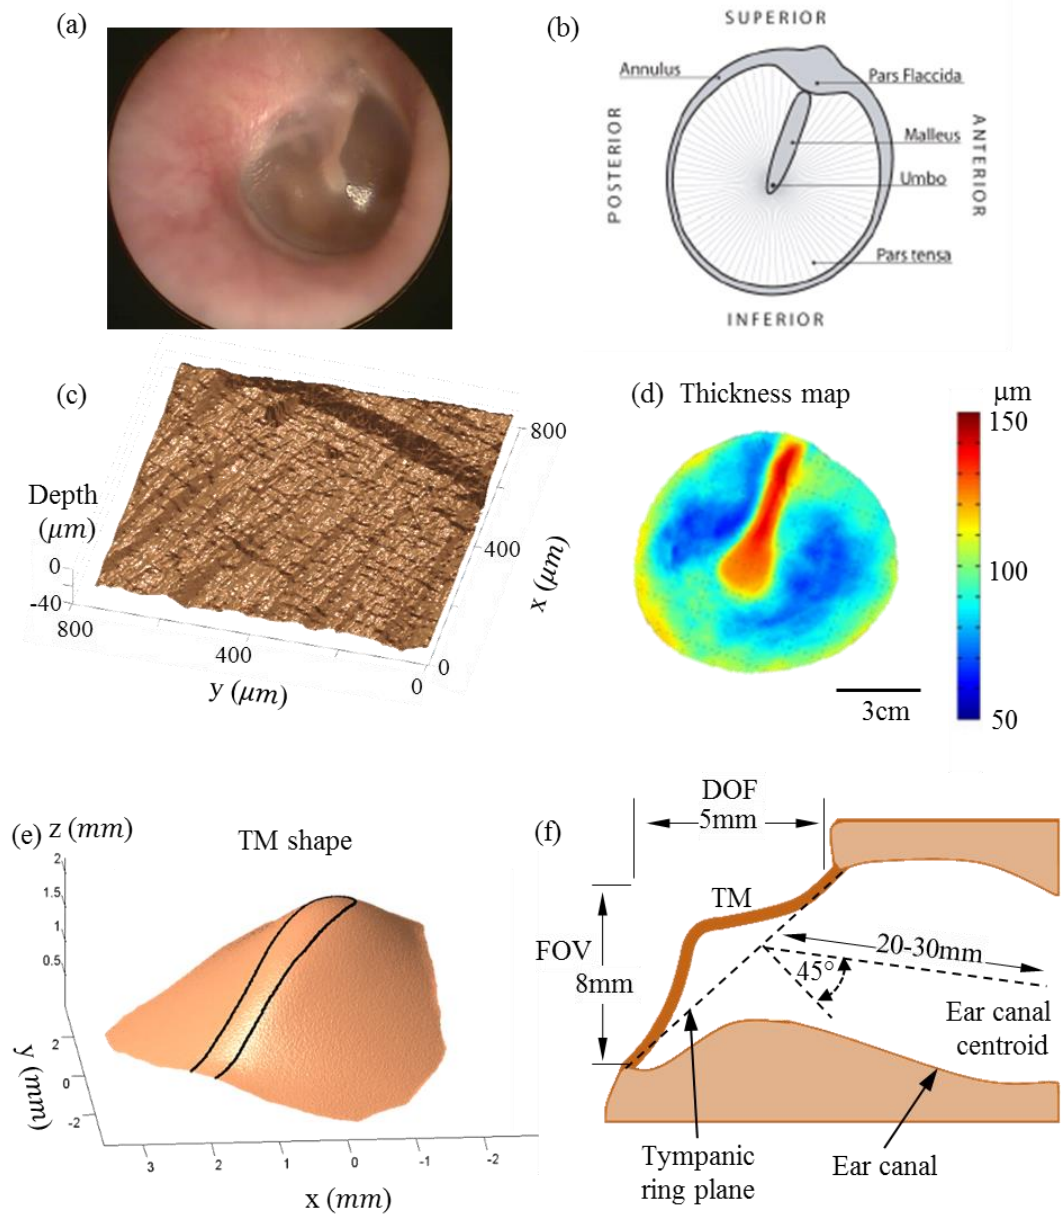 (a)
(b)
SUPERIOR
Annulus
Pars Flaccida
POSTERIOR
Malleus
ANTERIOR
Umbo
Pars tensa
INFERIOR
(c)
Depth
(μm)
0
-40
800
400
0
y (μm)
0
400
800
x (μm)
(d) Thickness map
μm
150
100
50
3cm
(e)
z (mm)
TM shape
2
1.5
1
0.5
2
0
-2
y (mm)
3
2
1
0
-1
-2
x (mm)
(f)
DOF
5mm
TM
FOV
8mm
20-30mm
45°
Ear canal
centroid
Tympanic
ring plane
Ear canal